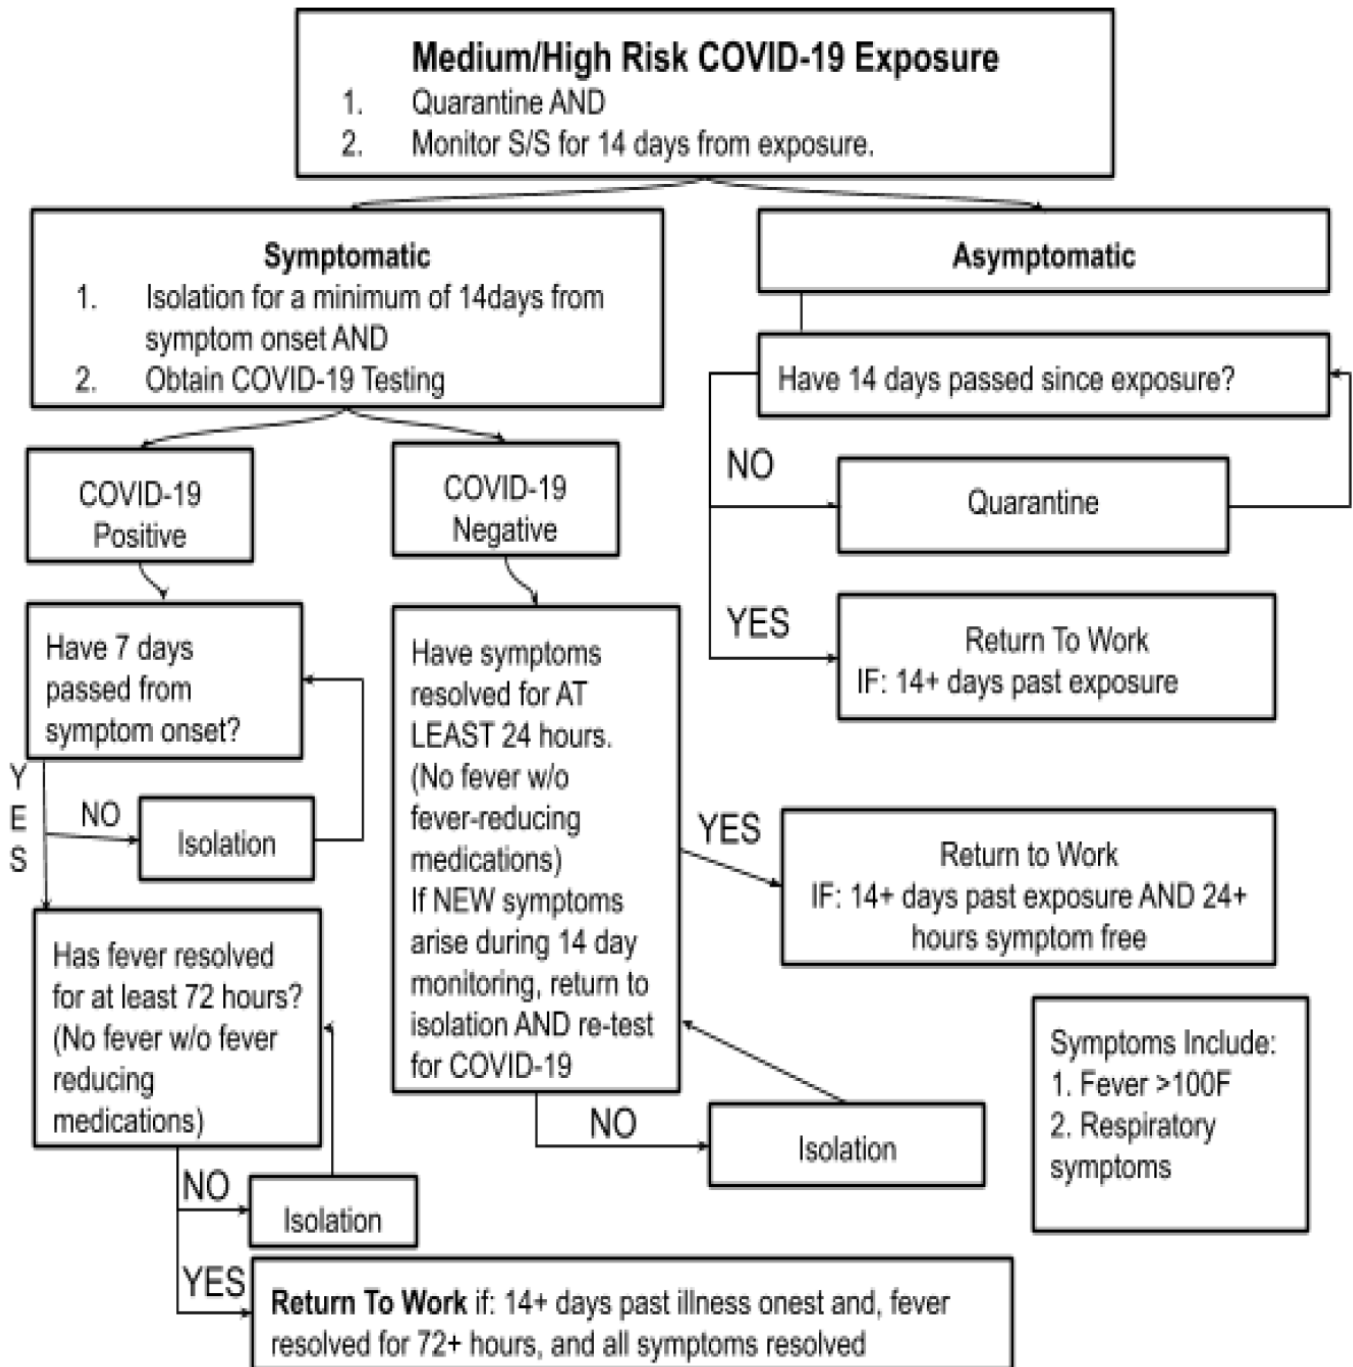 Medium/High Risk COVID-19 Exposure
1. Quarantine AND
2. Monitor S/S for 14 days from exposure.
Symptomatic
1. Isolation for a minimum of 14days from
symptom onset AND
2. Obtain COVID-19 Testing
Asymptomatic
Have 14 days passed since exposure?
NO
Quarantine
YES
Return To Work
IF: 14+ days past exposure
COVID-19
Positive
COVID-19
Negative
Have 7 days
passed from
symptom onset?
YES
NO
Isolation
Has fever resolved
for at least 72 hours?
(No fever w/o fever
reducing
medications)
NO
Isolation
YES
Return To Work if: 14+ days past illness onest and, fever
resolved for 72+ hours, and all symptoms resolved
Have symptoms
resolved for AT
LEAST 24 hours.
(No fever w/o
fever-reducing
medications)
If NEW symptoms
arise during 14 day
monitoring, return to
isolation AND re-test
for COVID-19
YES
Return to Work
IF: 14+ days past exposure AND 24+
hours symptom free
NO
Isolation
Symptoms Include:
1. Fever >100F
2. Respiratory
symptoms